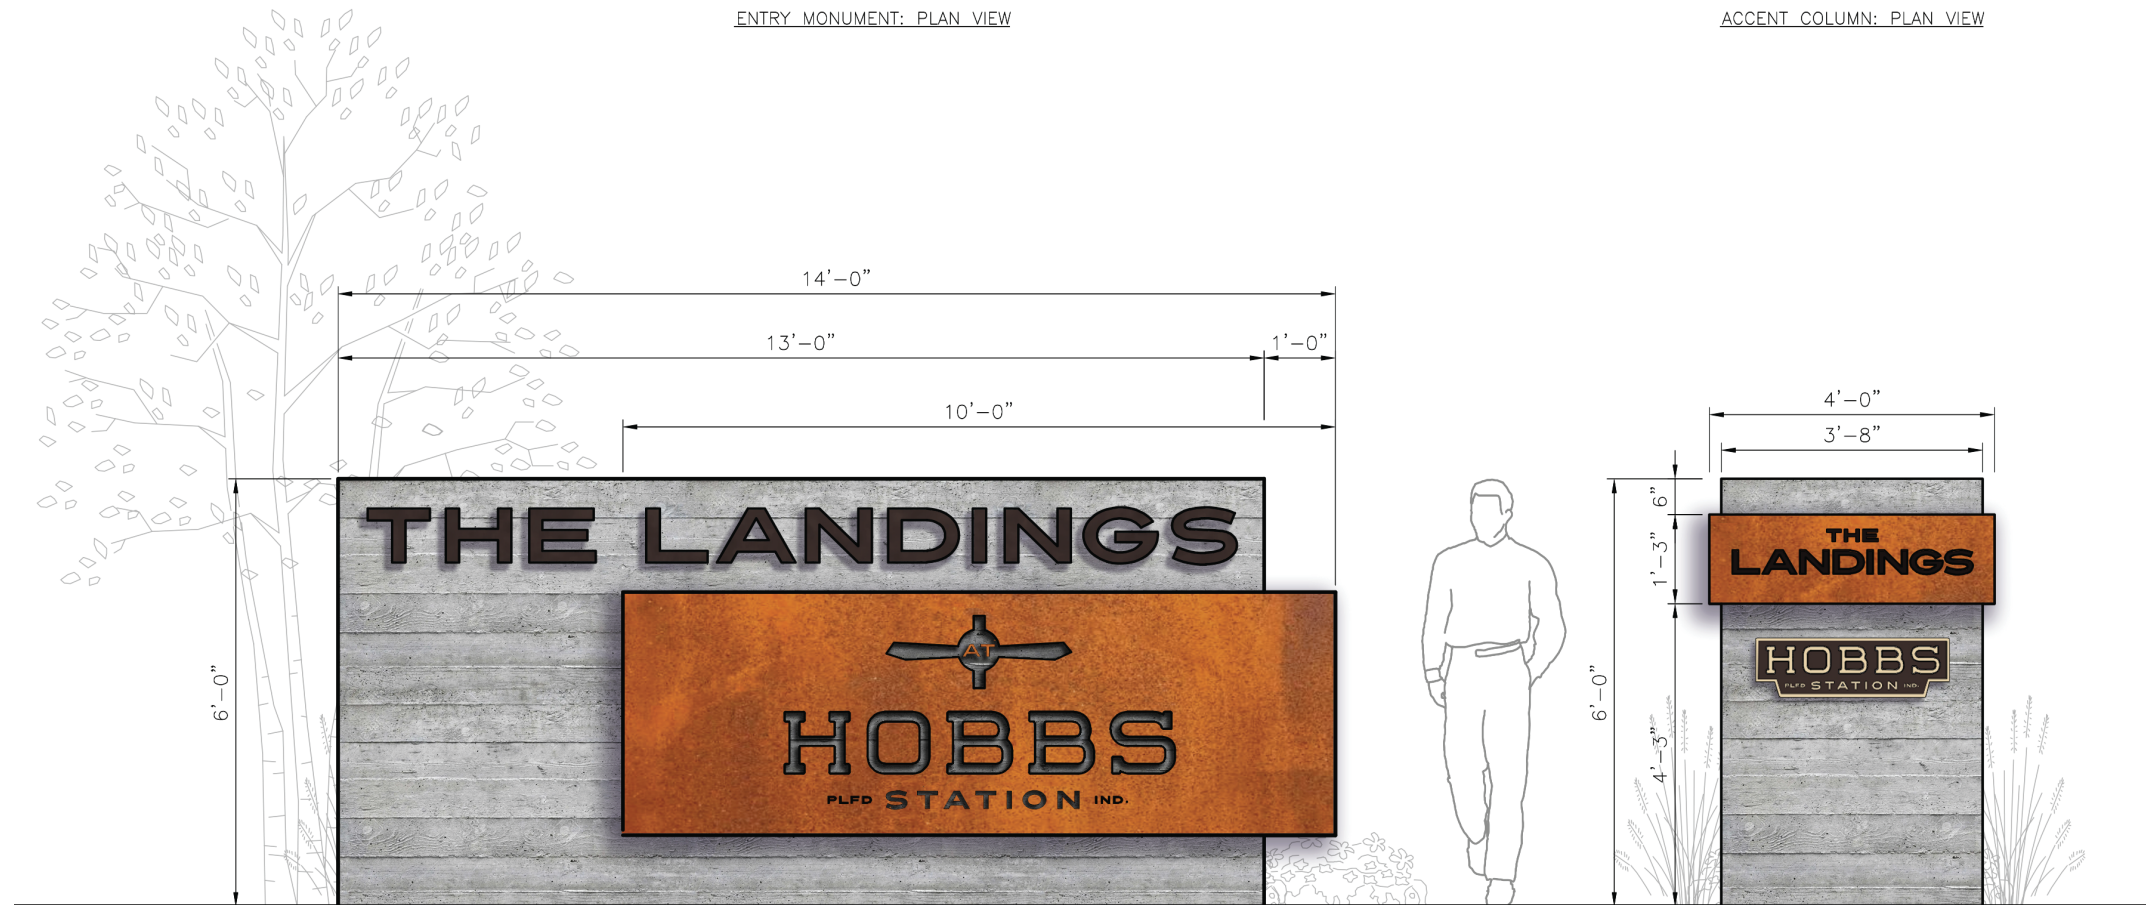 ENTRY MONUMENT: PLAN VIEW
ACCENT COLUMN: PLAN VIEW
14'-0"
13'-0"
1'-0"
10'-0"
6'-0"
THE LANDINGS
AT
HOBBS
PLFD STATION IND.
4'-0"
3'-8"
6"
1'-3"
4'-3"
6'-0"
THE
LANDINGS
HOBBS
PLFD STATION IND.